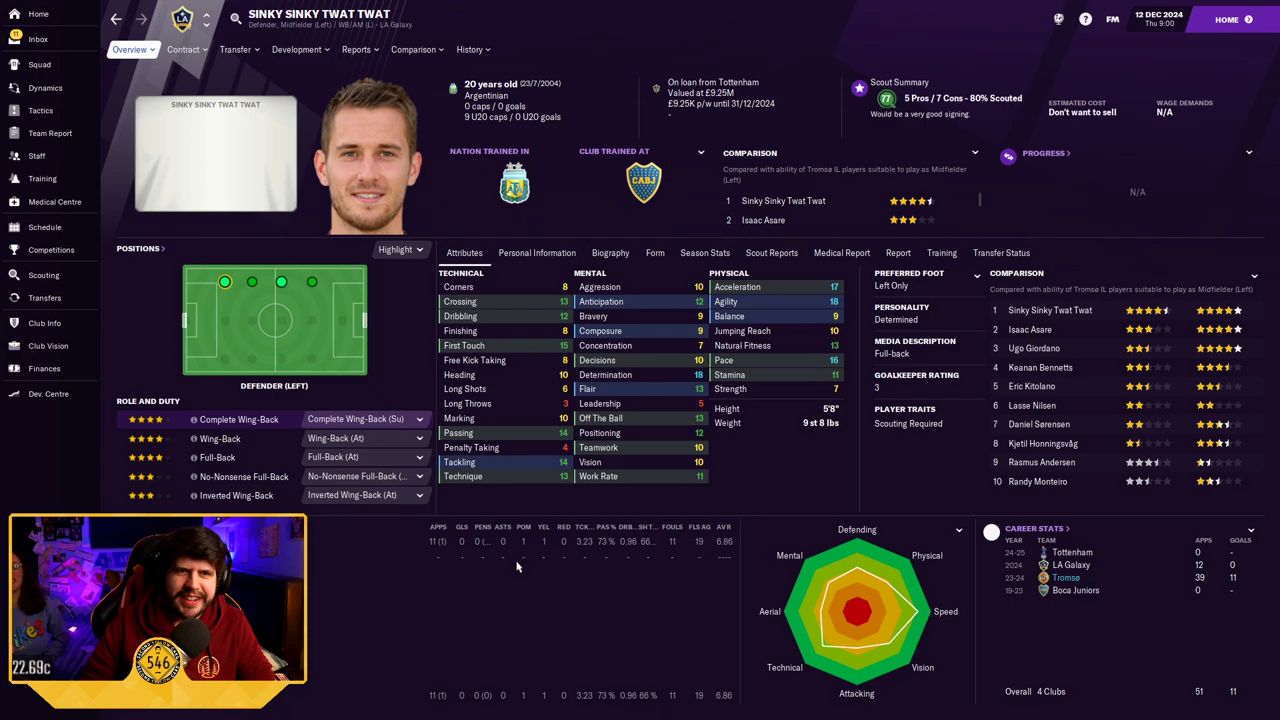 Home
11
Inbox
Squad
Dynamics
Tactics
Team Report
Staff
Training
Medical Centre
Schedule
Competitions
Scouting
Transfers
Club Info
Club Vision
Finances
Dev. Centre
SINKY SINKY TWAT TWAT
Defender, Midfielder (Left) / WB/AM (L) - LA Galaxy
? FM 12 DEC 2024
Thu 9:00
HOME
Overview Contract Transfer Development Reports Comparison History
SINKY SINKY TWAT TWAT
20 years old (23/7/2004)
Argentinian
0 caps / 0 goals
9 U20 caps / 0 U20 goals
On loan from Tottenham
Valued at £9.25M
£9.25K p/w until 31/12/2024
-
Scout Summary
77 5 Pros / 7 Cons - 80% Scouted
Would be a very good signing.
ESTIMATED COST
Don't want to sell
WAGE DEMANDS
N/A
NATION TRAINED IN
CLUB TRAINED AT
CABJ
COMPARISON
Compared with ability of Tromsø IL players suitable to play as Midfielder
(Left)
1 Sinky Sinky Twat Twat
2 Isaac Asare
PROGRESS >
N/A
POSITIONS >
Highlight
DEFENDER (LEFT)
ROLE AND DUTY
Complete Wing-Back Complete Wing-Back (Su)
Wing-Back Wing-Back (At)
Full-Back Full-Back (At)
No-Nonsense Full-Back No-Nonsense Full-Back (...
Inverted Wing-Back Inverted Wing-Back (At)
Attributes Personal Information Biography Form Season Stats Scout Reports Medical Report Report Training Transfer Status
TECHNICAL
Corners 8
Crossing 13
Dribbling 12
Finishing 8
First Touch 15
Free Kick Taking 8
Heading 10
Long Shots 6
Long Throws 3
Marking 10
Passing 14
Penalty Taking 4
Tackling 14
Technique 13
MENTAL
Aggression 10
Anticipation 12
Bravery 9
Composure 9
Concentration 7
Decisions 10
Determination 18
Flair 13
Leadership 5
Off The Ball 13
Positioning 12
Teamwork 10
Vision 10
Work Rate 11
PHYSICAL
Acceleration 17
Agility 18
Balance 9
Jumping Reach 10
Natural Fitness 13
Pace 16
Stamina 11
Strength 7
Height 5'8"
Weight 9 st 8 lbs
PREFERRED FOOT
Left Only
PERSONALITY
Determined
MEDIA DESCRIPTION
Full-back
GOALKEEPER RATING
3
PLAYER TRAITS
Scouting Required
COMPARISON
Compared with ability of Tromsø IL players suitable to play as Midfielder (Left)
1 Sinky Sinky Twat Twat
2 Isaac Asare
3 Ugo Giordano
4 Keanan Bennetts
5 Eric Kitolano
6 Lasse Nilsen
7 Daniel Sørensen
8 Kjetil Honningsvåg
9 Rasmus Andersen
10 Randy Monteiro
APPS GLS PENS ASTS POM YEL RED TCK... PAS % DRB... SH T... FOULS FLS AG AV R
11 (1) 0 0 (... 0 1 1 0 3.23 73 % 0.96 66... 11 19 6.86
- - - - - - - - - - - - - ----
11 (1) 0 0 (0) 0 1 1 0 3.23 73 % 0.96 66 % 11 19 6.86
Defending
Physical
Speed
Vision
Attacking
Technical
Aerial
Mental
CAREER STATS >
YEAR TEAM APPS GOALS
24-25 Tottenham 0 -
2024 LA Galaxy 12 0
23-24 Tromsø 39 11
19-23 Boca Juniors 0 -
Overall 4 Clubs 51 11
22.69c
546